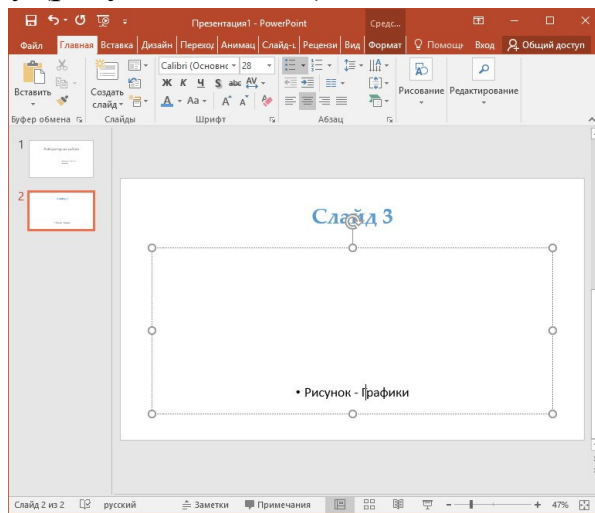 Презентация1 - PowerPoint
Средс...
Файл Главная Вставка Дизайн Переход Анимац Слайд-ь Рецензи Вид Формат Помощь Вход Общий доступ
Вставить
Создать слайд
Calibri (Основнс 28
Ж К Ч S abc AV
A Aa A A
Рисование Редактирование
Буфер обмена Слайды Шрифт Абзац
1
2
Слайд 3
• Рисунок - Графики
Слайд 2 из 2 русский Заметки Примечания 47%